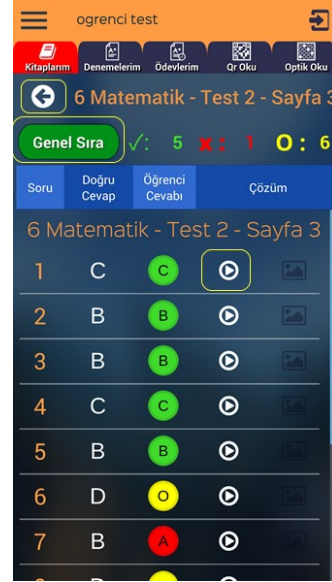 ogrenci test
Kitaplarım Denemelerim Ödevlerim Qr Oku Optik Oku
6 Matematik - Test 2 - Sayfa 3
Genel Sıra ✓: 5 x: 1 O: 6
Soru Doğru Cevap Öğrenci Cevabı Çözüm
6 Matematik - Test 2 - Sayfa 3
1 C C
2 B B
3 B B
4 C C
5 B B
6 D O
7 B A